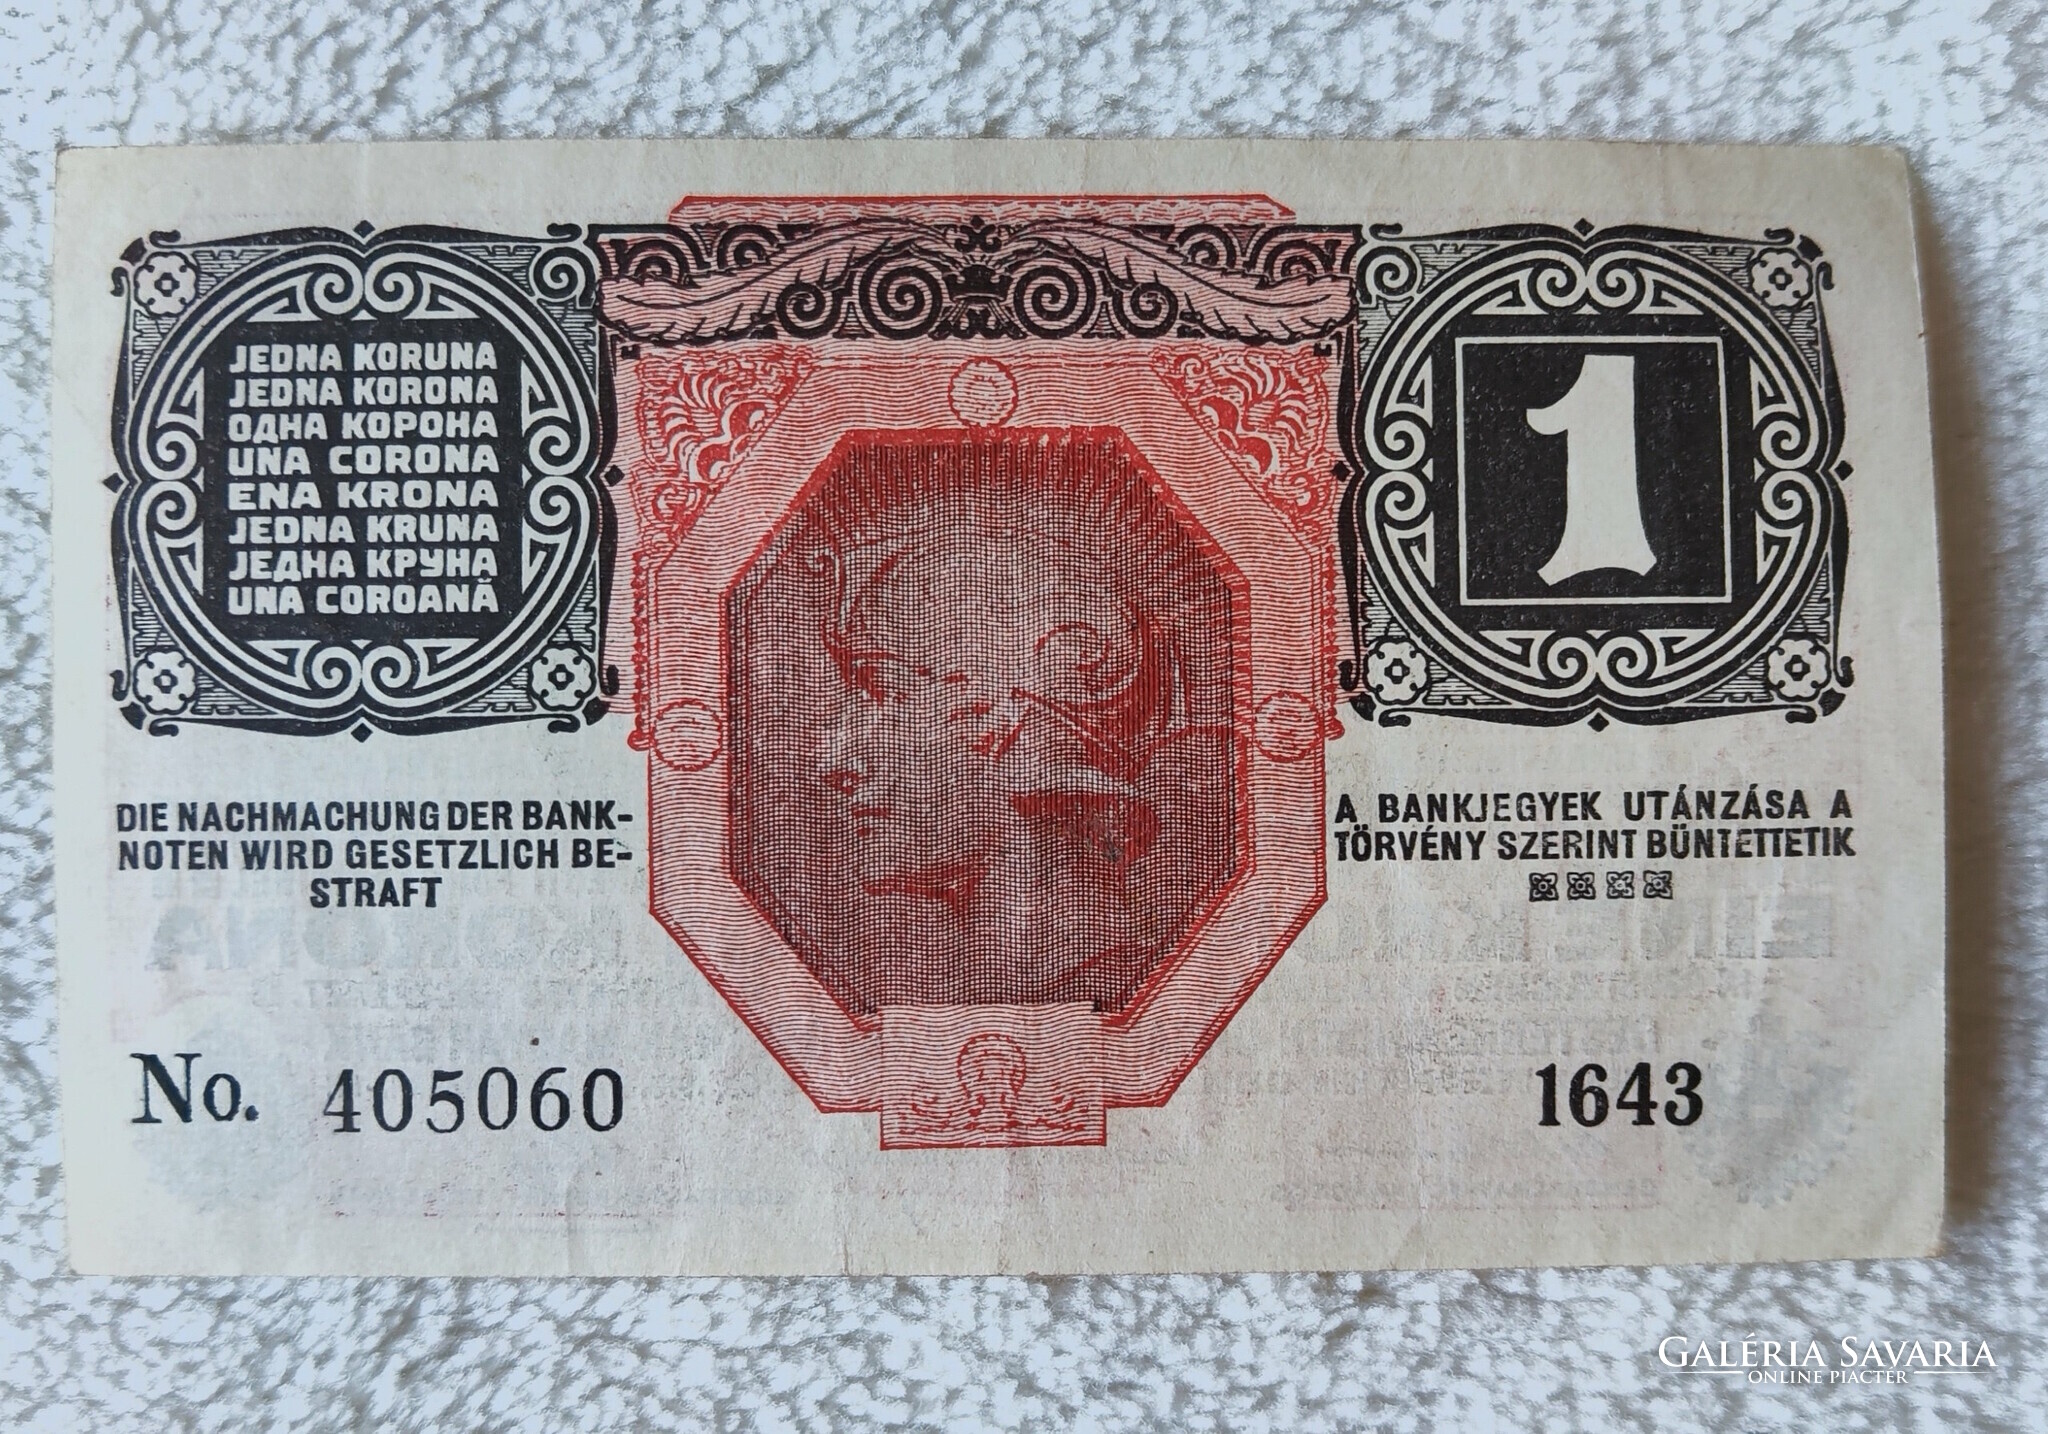 JEDNA KORUNA
JEDNA KORONA
ОДНА КОРОНА
UNA CORONA
ENA KRONA
JEDNA KRUNA
ЈЕДНА КРУНА
UNA COROANĂ
1
DIE NACHMACHUNG DER BANK-
NOTEN WIRD GESETZLICH BE-
STRAFT
A BANKJEGYEK UTÁNZÁSA A
TÖRVÉNY SZERINT BÜNTETTETIK
No. 405060
1643
GALÉRIA SAVARIA
ONLINE PIACTÉR